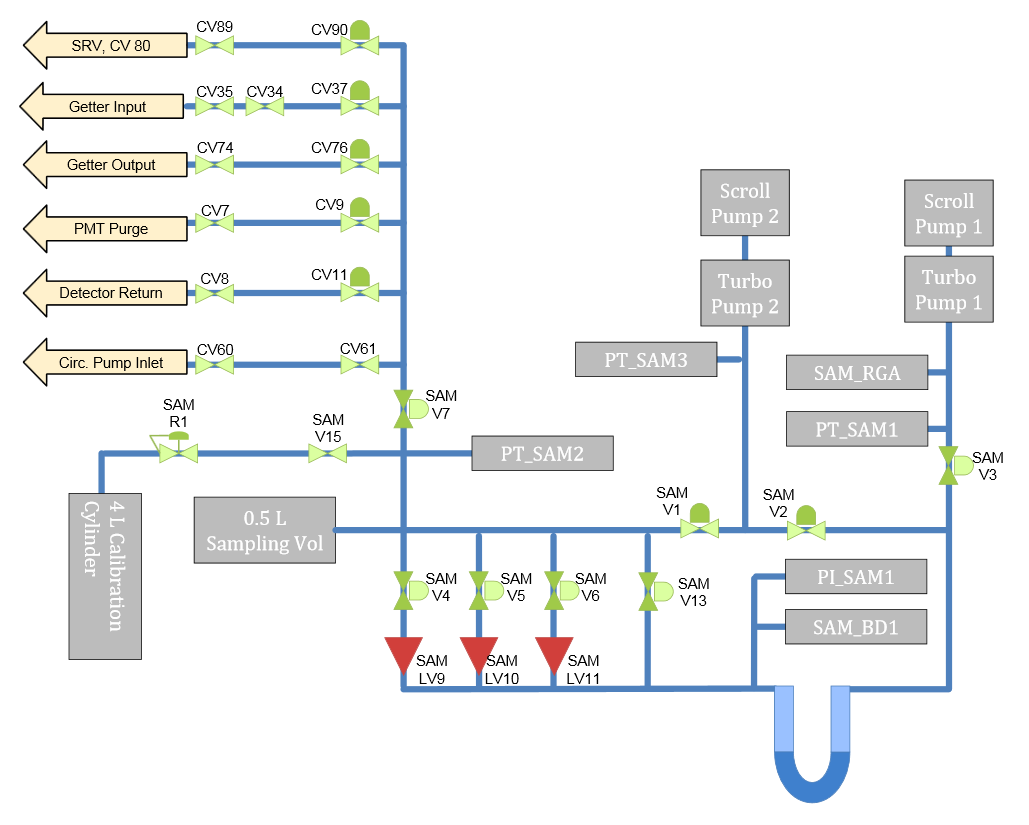 CV89
CV90
SRV, CV 80
CV35
CV34
CV37
Getter Input
CV74
CV76
Getter Output
CV7
CV9
PMT Purge
CV8
CV11
Detector Return
CV60
CV61
Circ. Pump Inlet
Scroll
Pump 2
Scroll
Pump 1
Turbo
Pump 2
Turbo
Pump 1
PT_SAM3
SAM_RGA
PT_SAM1
SAM
V7
SAM
R1
SAM
V15
PT_SAM2
SAM
V3
4 L Calibration
Cylinder
0.5 L
Sampling Vol
SAM
V1
SAM
V2
SAM
V4
SAM
V5
SAM
V6
SAM
V13
PI_SAM1
SAM_BD1
SAM
LV9
SAM
LV10
SAM
LV11